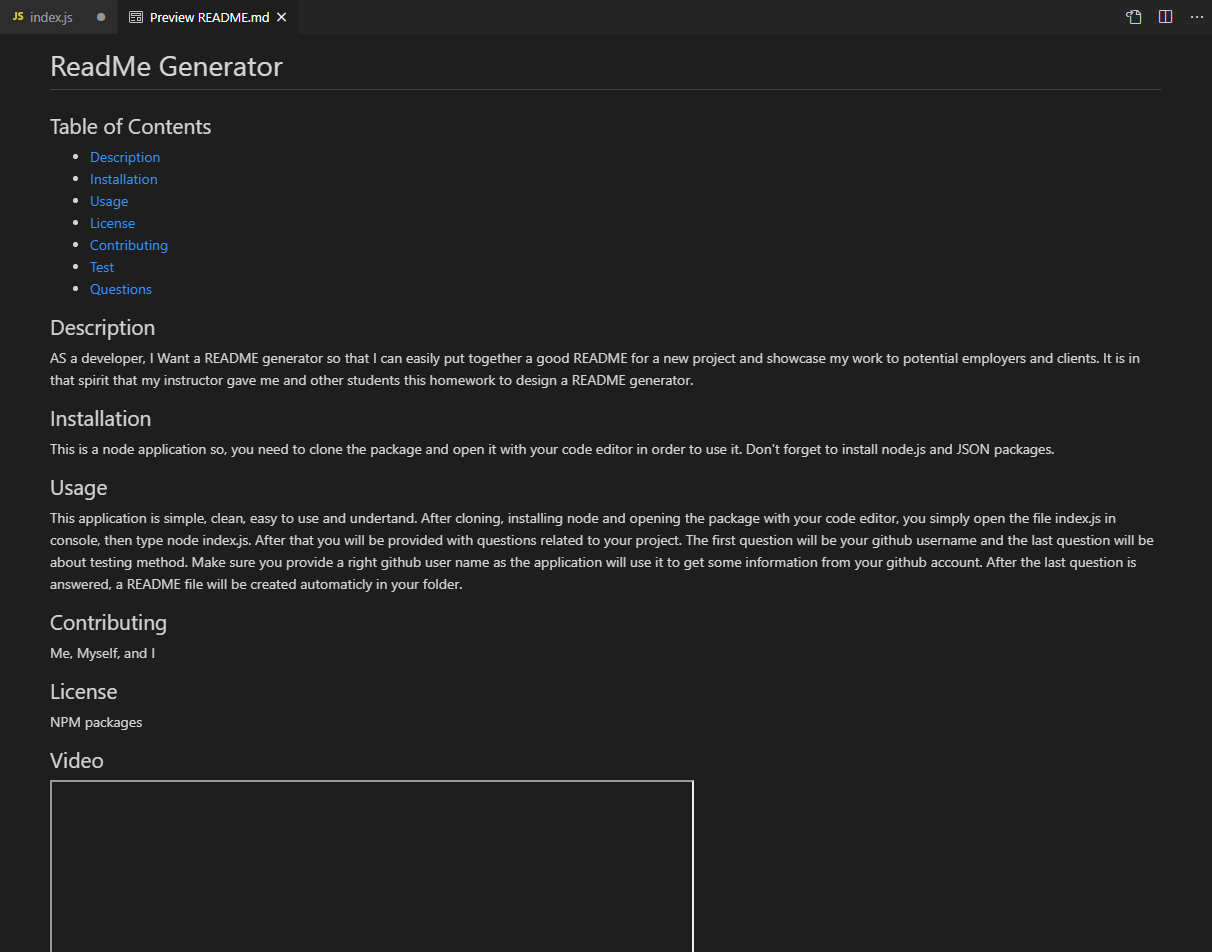 JS index.js
Preview README.md
ReadMe Generator
Table of Contents
Description
Installation
Usage
License
Contributing
Test
Questions
Description
AS a developer, I Want a README generator so that I can easily put together a good README for a new project and showcase my work to potential employers and clients. It is in
that spirit that my instructor gave me and other students this homework to design a README generator.
Installation
This is a node application so, you need to clone the package and open it with your code editor in order to use it. Don't forget to install node.js and JSON packages.
Usage
This application is simple, clean, easy to use and undertand. After cloning, installing node and opening the package with your code editor, you simply open the file index.js in
console, then type node index.js. After that you will be provided with questions related to your project. The first question will be your github username and the last question will be
about testing method. Make sure you provide a right github user name as the application will use it to get some information from your github account. After the last question is
answered, a README file will be created automaticly in your folder.
Contributing
Me, Myself, and I
License
NPM packages
Video